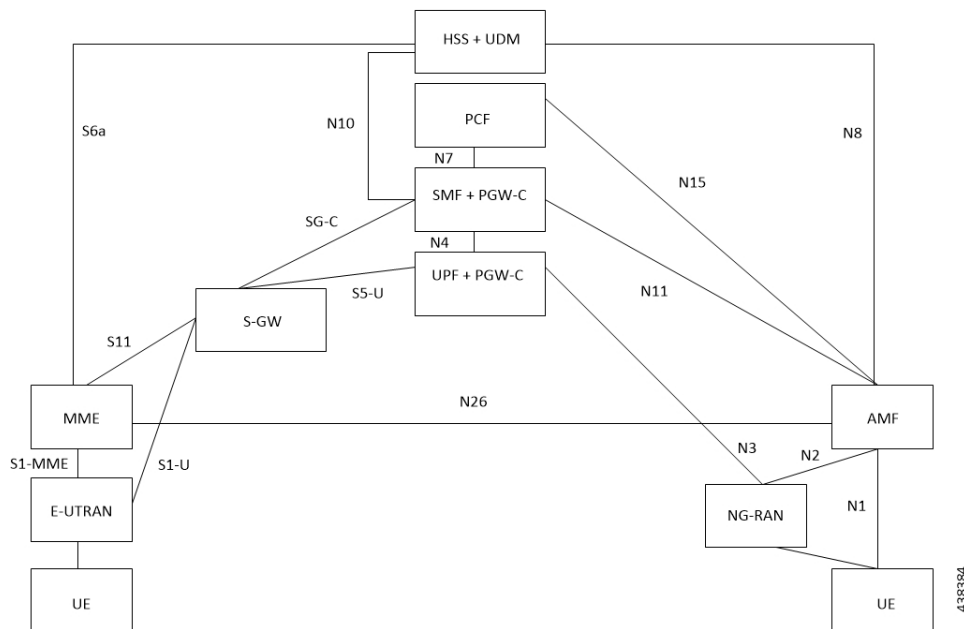 HSS + UDM
PCF
S6a
N10
N8
N7
N15
SMF + PGW-C
SG-C
N4
UPF + PGW-C
S5-U
N11
S-GW
S11
MME
N26
AMF
S1-MME
S1-U
N3
N2
E-UTRAN
NG-RAN
N1
UE
UE
438384